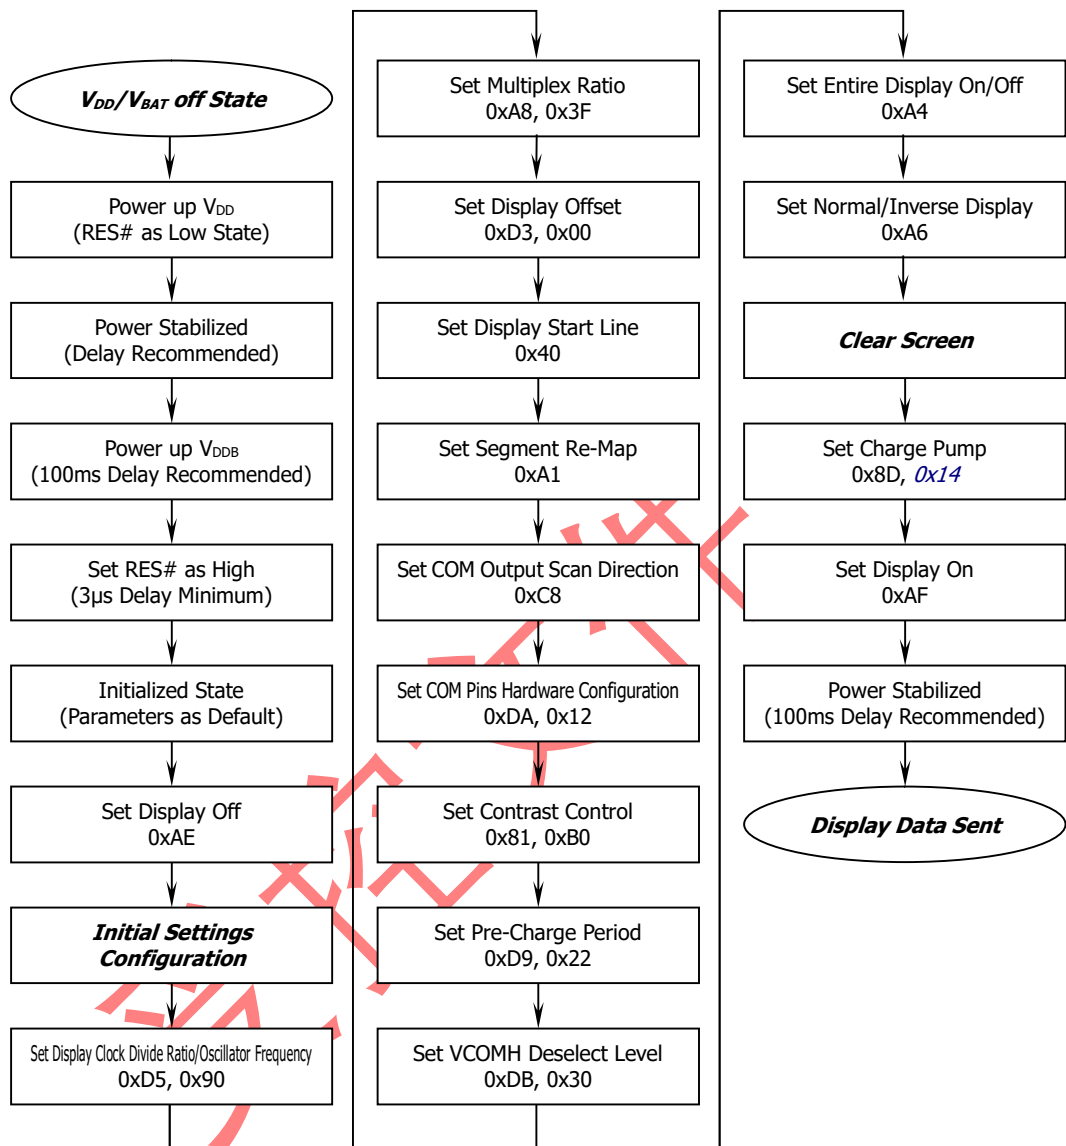 V_DD/V_BAT off State
Power up V_DD
(RES# as Low State)
Power Stabilized
(Delay Recommended)
Power up V_DDB
(100ms Delay Recommended)
Set RES# as High
(3μs Delay Minimum)
Initialized State
(Parameters as Default)
Set Display Off
0xAE
Initial Settings
Configuration
Set Display Clock Divide Ratio/Oscillator Frequency
0xD5, 0x90
Set Multiplex Ratio
0xA8, 0x3F
Set Display Offset
0xD3, 0x00
Set Display Start Line
0x40
Set Segment Re-Map
0xA1
Set COM Output Scan Direction
0xC8
Set COM Pins Hardware Configuration
0xDA, 0x12
Set Contrast Control
0x81, 0xB0
Set Pre-Charge Period
0xD9, 0x22
Set VCOMH Deselect Level
0xDB, 0x30
Set Entire Display On/Off
0xA4
Set Normal/Inverse Display
0xA6
Clear Screen
Set Charge Pump
0x8D, 0x14
Set Display On
0xAF
Power Stabilized
(100ms Delay Recommended)
Display Data Sent